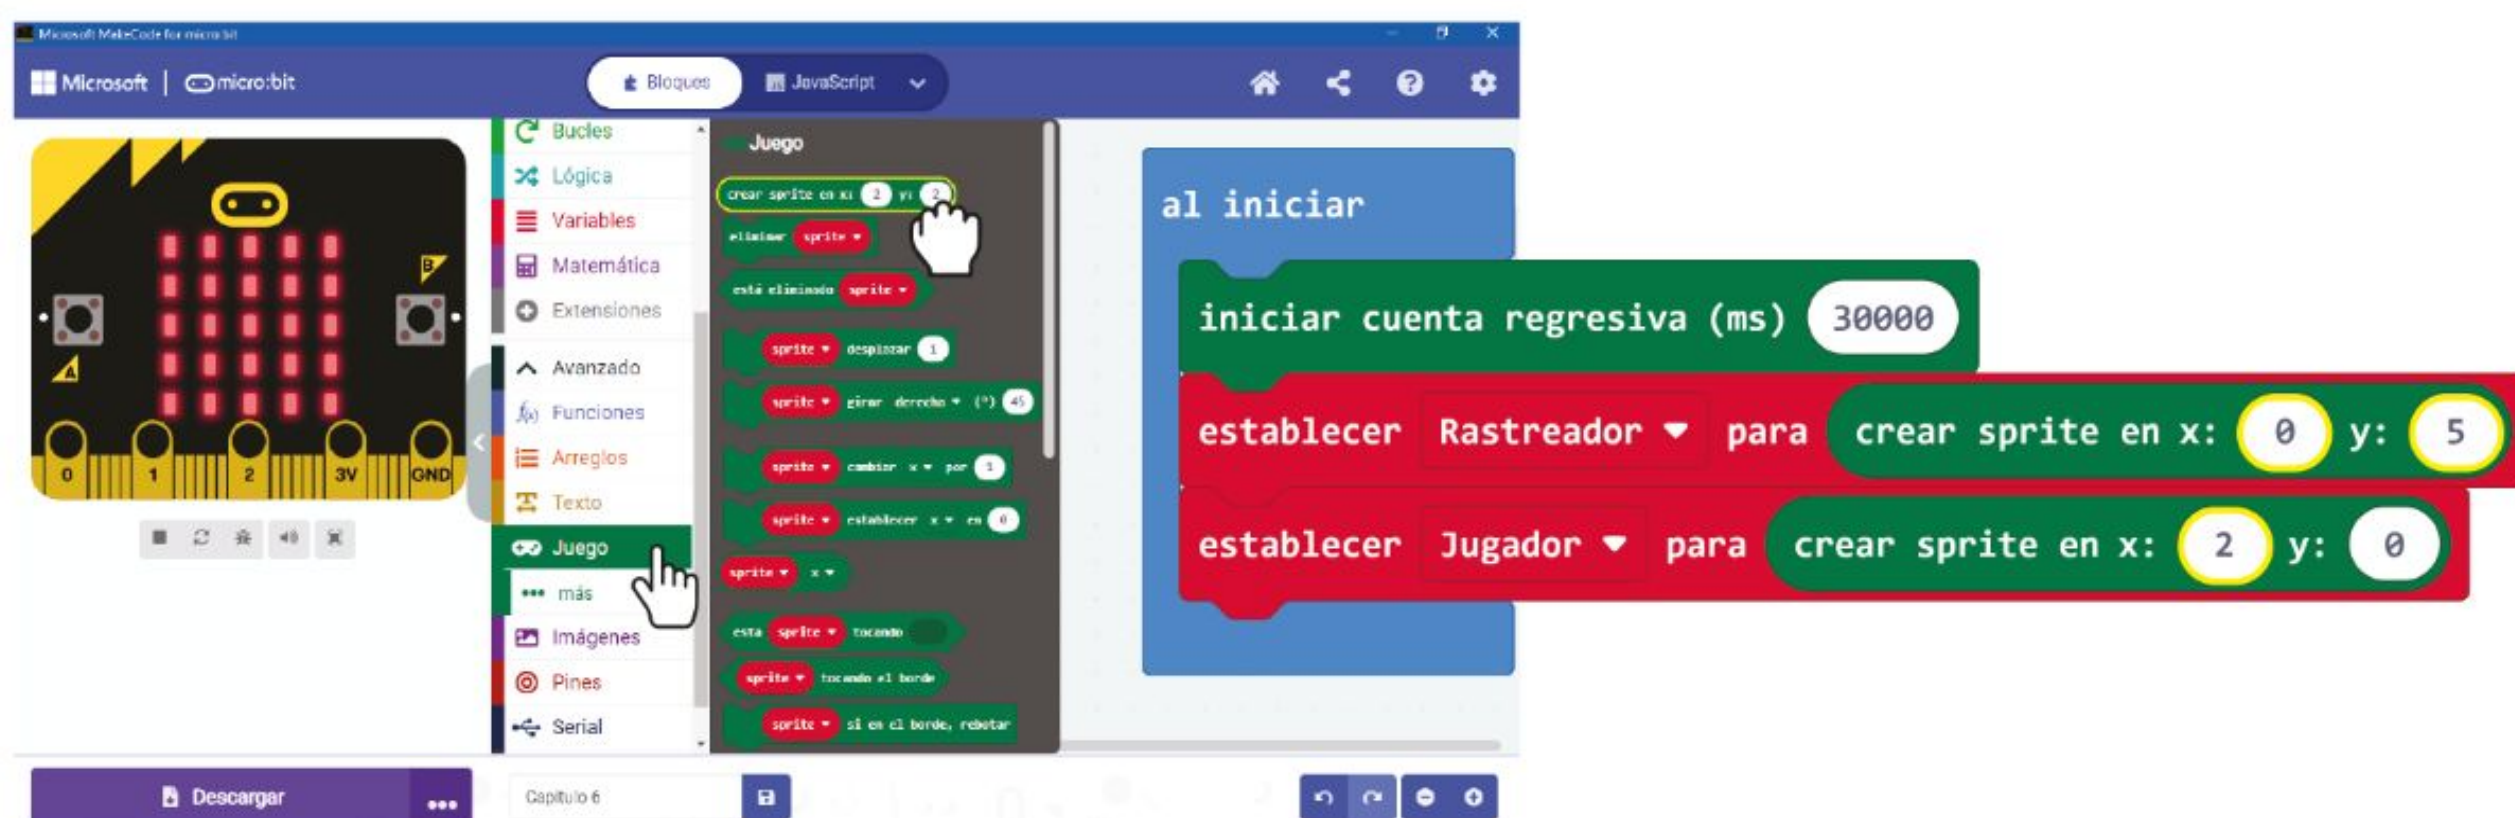 Microsoft MakeCode for micro:bit
Microsoft | micro:bit
Bloques
JavaScript
B
A
0 1 2 3V GND
Bucles
Lógica
Variables
Matemática
Extensiones
Avanzado
Funciones
Arreglos
Texto
Juego
más
Imágenes
Pines
Serial
Juego
crear sprite en x: 2 y: 2
eliminar sprite
está eliminado sprite
sprite desplazar 1
sprite girar derecho (°) 45
sprite cambiar x por 1
sprite establecer x en 0
sprite x
esta sprite tocando
sprite tocando el borde
sprite si en el borde, rebotar
al iniciar
iniciar cuenta regresiva (ms) 30000
establecer Rastreador para crear sprite en x: 0 y: 5
establecer Jugador para crear sprite en x: 2 y: 0
Descargar
Capitulo 6